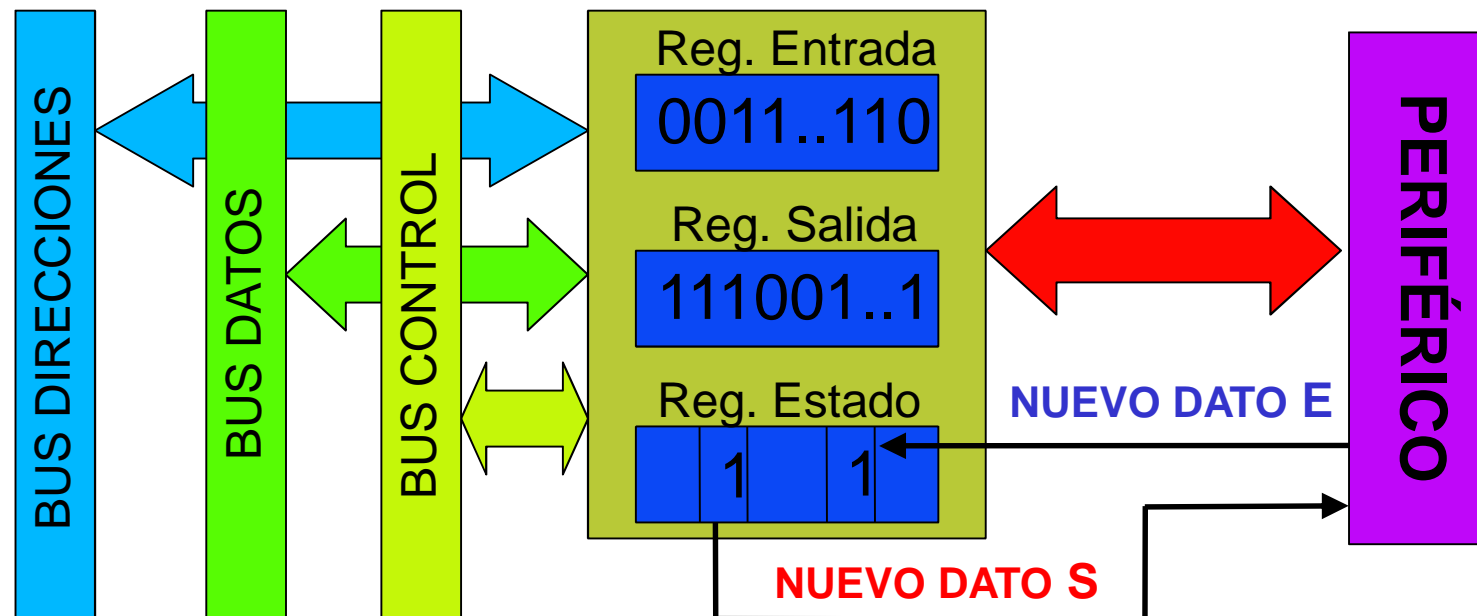 BUS DIRECCIONES
BUS DATOS
BUS CONTROL
Reg. Entrada
0011..110
Reg. Salida
111001..1
Reg. Estado
1 1
NUEVO DATO E
NUEVO DATO S
PERIFÉRICO